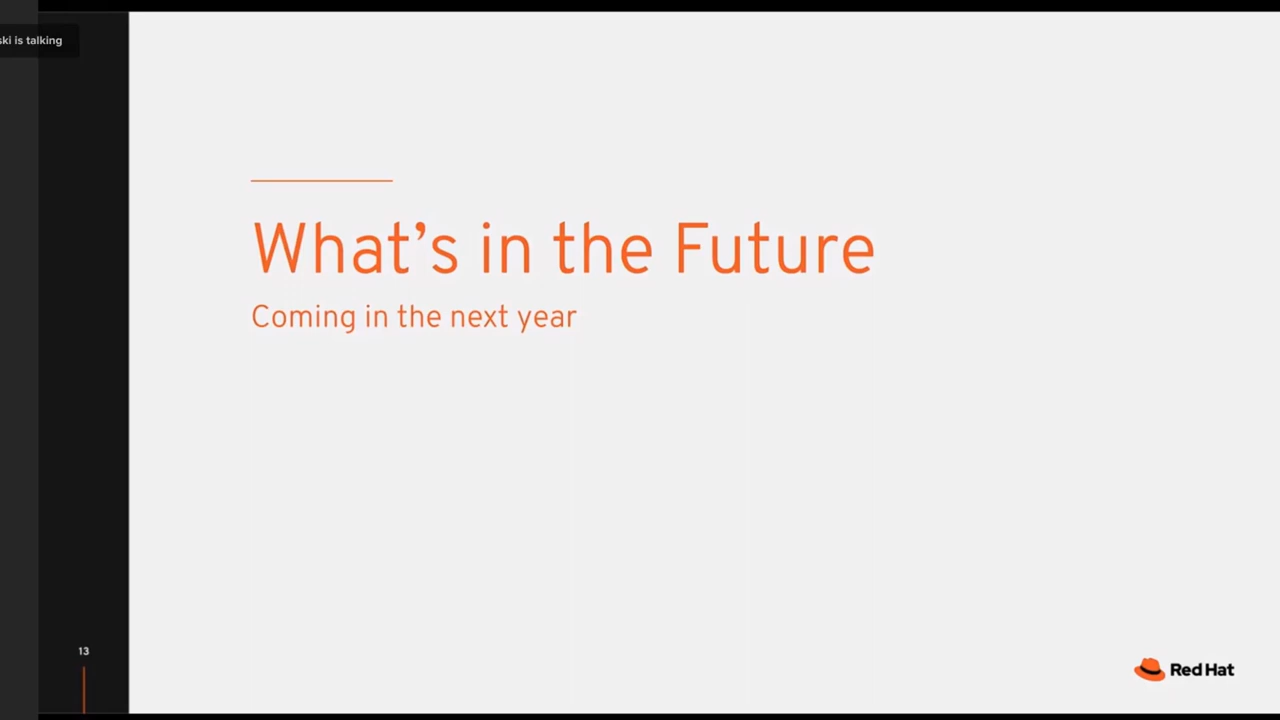 ski is talking
What's in the Future
Coming in the next year
13
Red Hat